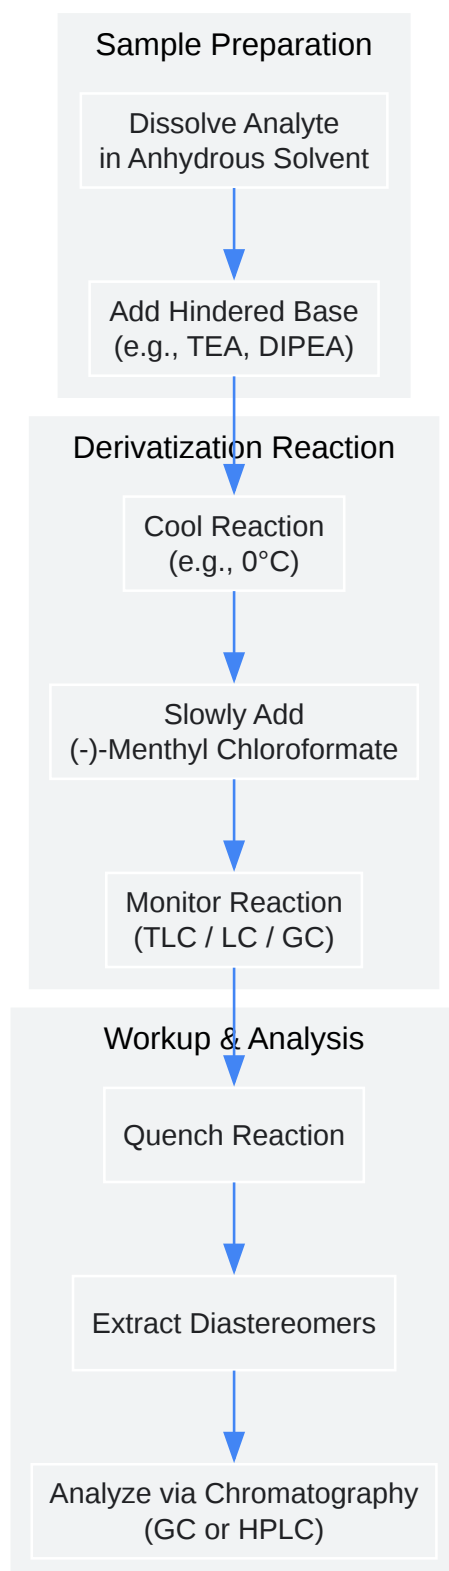 Sample Preparation
Dissolve Analyte
in Anhydrous Solvent
Add Hindered Base
(e.g., TEA, DIPEA)
Derivatization Reaction
Cool Reaction
(e.g., 0°C)
Slowly Add
(-)-Menthyl Chloroformate
Monitor Reaction
(TLC / LC / GC)
Workup & Analysis
Quench Reaction
Extract Diastereomers
Analyze via Chromatography
(GC or HPLC)